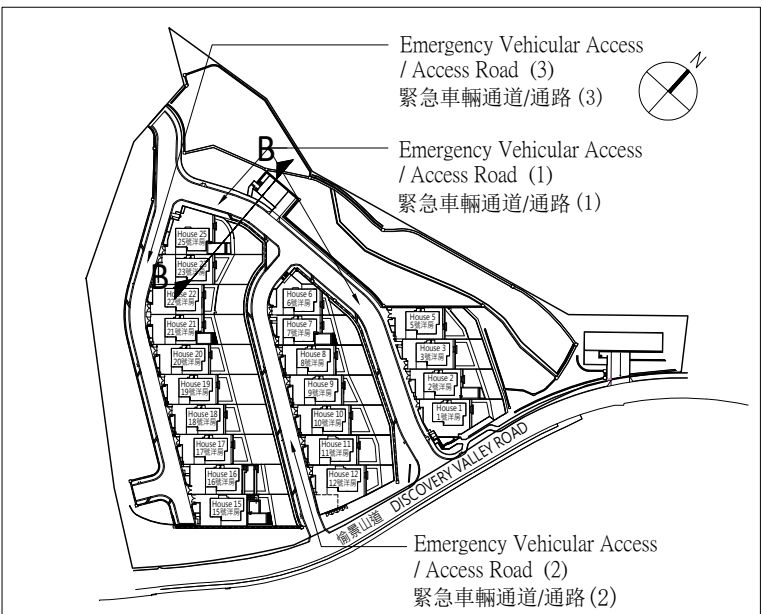 Emergency Vehicular Access
/ Access Road (3)
緊急車輛通道/通路 (3)
N
B
Emergency Vehicular Access
/ Access Road (1)
緊急車輛通道/通路 (1)
House 25
25號洋房
House 23
23號洋房
B
House 22
22號洋房
House 21
21號洋房
House 20
20號洋房
House 19
19號洋房
House 18
18號洋房
House 17
17號洋房
House 16
16號洋房
House 15
15號洋房
House 6
6號洋房
House 7
7號洋房
House 8
8號洋房
House 9
9號洋房
House 10
10號洋房
House 11
11號洋房
House 12
12號洋房
House 5
5號洋房
House 3
3號洋房
House 2
2號洋房
House 1
1號洋房
愉景山道 DISCOVERY VALLEY ROAD
Emergency Vehicular Access
/ Access Road (2)
緊急車輛通道/通路 (2)